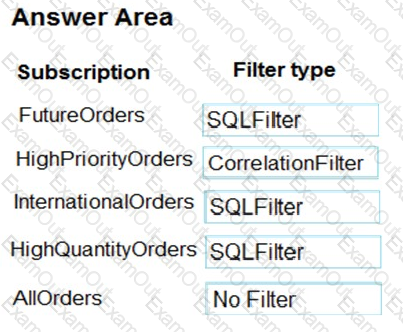 Answer Area
Subscription Filter type
FutureOrders SQLFilter
HighPriorityOrders CorrelationFilter
InternationalOrders SQLFilter
HighQuantityOrders SQLFilter
AllOrders No Filter